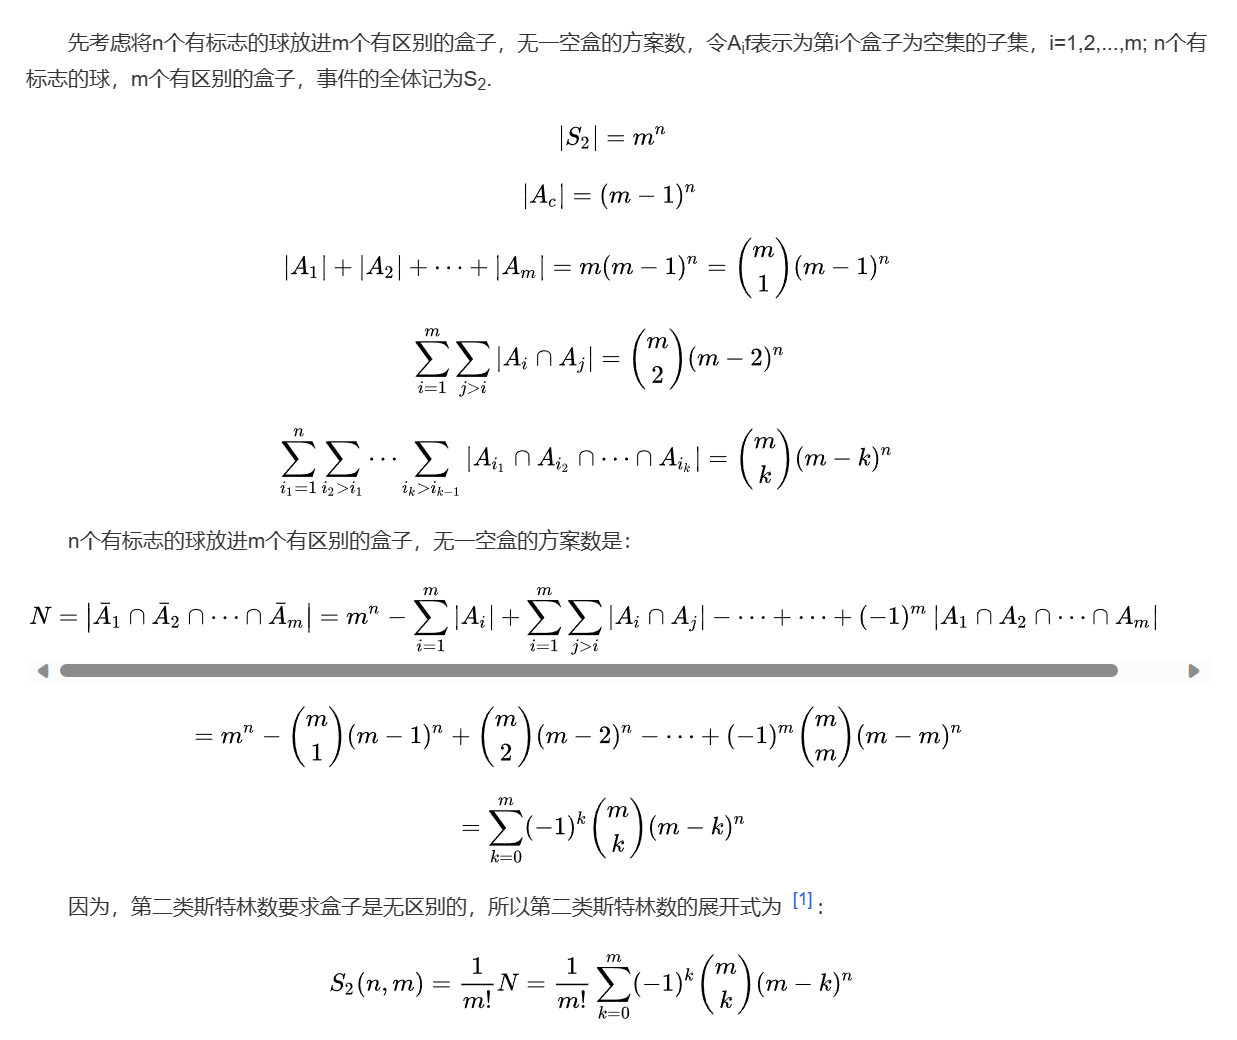 先考虑将n个有标志的球放进m个有区别的盒子，无一空盒的方案数，令Aᵢf表示为第i个盒子为空集的子集，i=1,2,...,m; n个有
标志的球，m个有区别的盒子，事件的全体记为S₂.
$|S_2| = m^n$
$|A_c| = (m-1)^n$
$|A_1| + |A_2| + \cdots + |A_m| = m(m-1)^n = \binom{m}{1}(m-1)^n$
$\sum_{i=1}^{m}\sum_{j>i}|A_i \cap A_j| = \binom{m}{2}(m-2)^n$
$\sum_{i_1=1}^{n}\sum_{i_2>i_1}\cdots\sum_{i_k>i_{k-1}}|A_{i_1} \cap A_{i_2} \cap \cdots \cap A_{i_k}| = \binom{m}{k}(m-k)^n$
n个有标志的球放进m个有区别的盒子，无一空盒的方案数是：
$N = |\bar{A}_1 \cap \bar{A}_2 \cap \cdots \cap \bar{A}_m| = m^n - \sum_{i=1}^{m}|A_i| + \sum_{i=1}^{m}\sum_{j>i}|A_i \cap A_j| - \cdots + \cdots + (-1)^m|A_1 \cap A_2 \cap \cdots \cap A_m|$
$= m^n - \binom{m}{1}(m-1)^n + \binom{m}{2}(m-2)^n - \cdots + (-1)^m\binom{m}{m}(m-m)^n$
$= \sum_{k=0}^{m}(-1)^k\binom{m}{k}(m-k)^n$
因为，第二类斯特林数要求盒子是无区别的，所以第二类斯特林数的展开式为 [1]：
$S_2(n,m) = \frac{1}{m!}N = \frac{1}{m!}\sum_{k=0}^{m}(-1)^k\binom{m}{k}(m-k)^n$